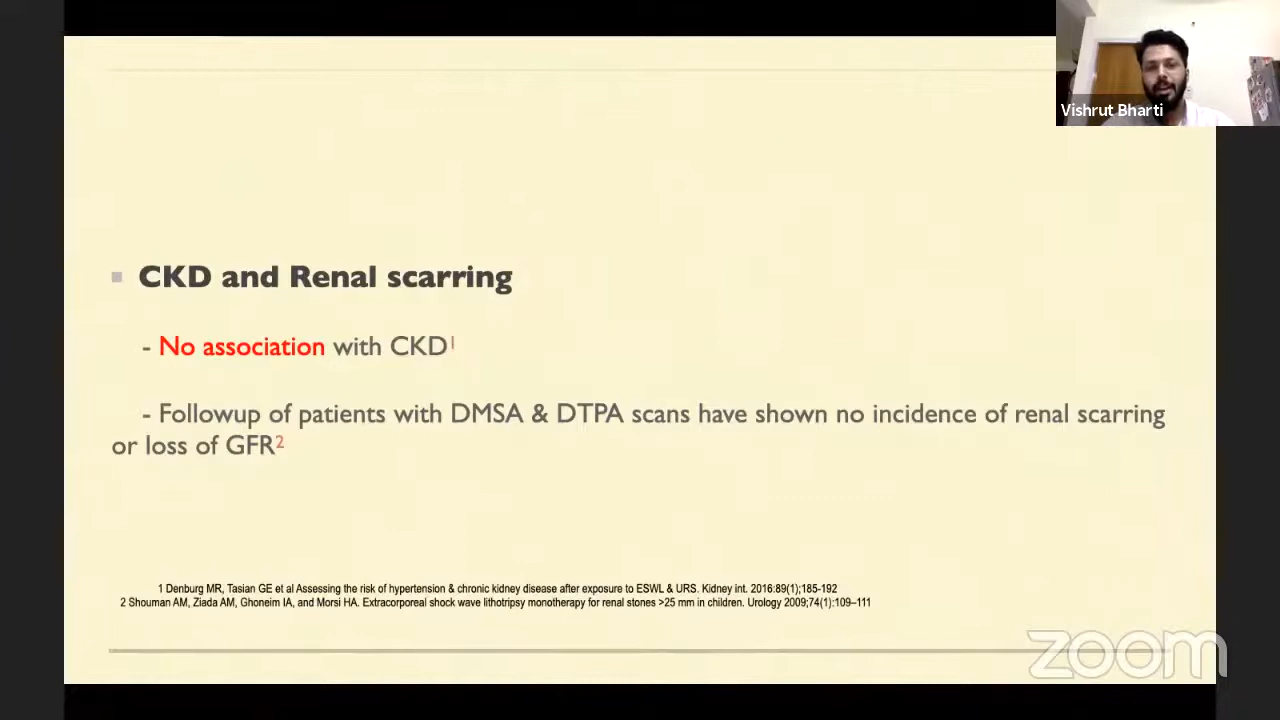 Vishrut Bharti
CKD and Renal scarring
- No association with CKD1
- Followup of patients with DMSA & DTPA scans have shown no incidence of renal scarring
or loss of GFR2
1 Denburg MR, Tasian GE et al Assessing the risk of hypertension & chronic kidney disease after exposure to ESWL & URS. Kidney int. 2016:89(1);185-192
2 Shouman AM, Ziada AM, Ghoneim IA, and Morsi HA. Extracorporeal shock wave lithotripsy monotherapy for renal stones >25 mm in children. Urology 2009;74(1):109–111
zoom